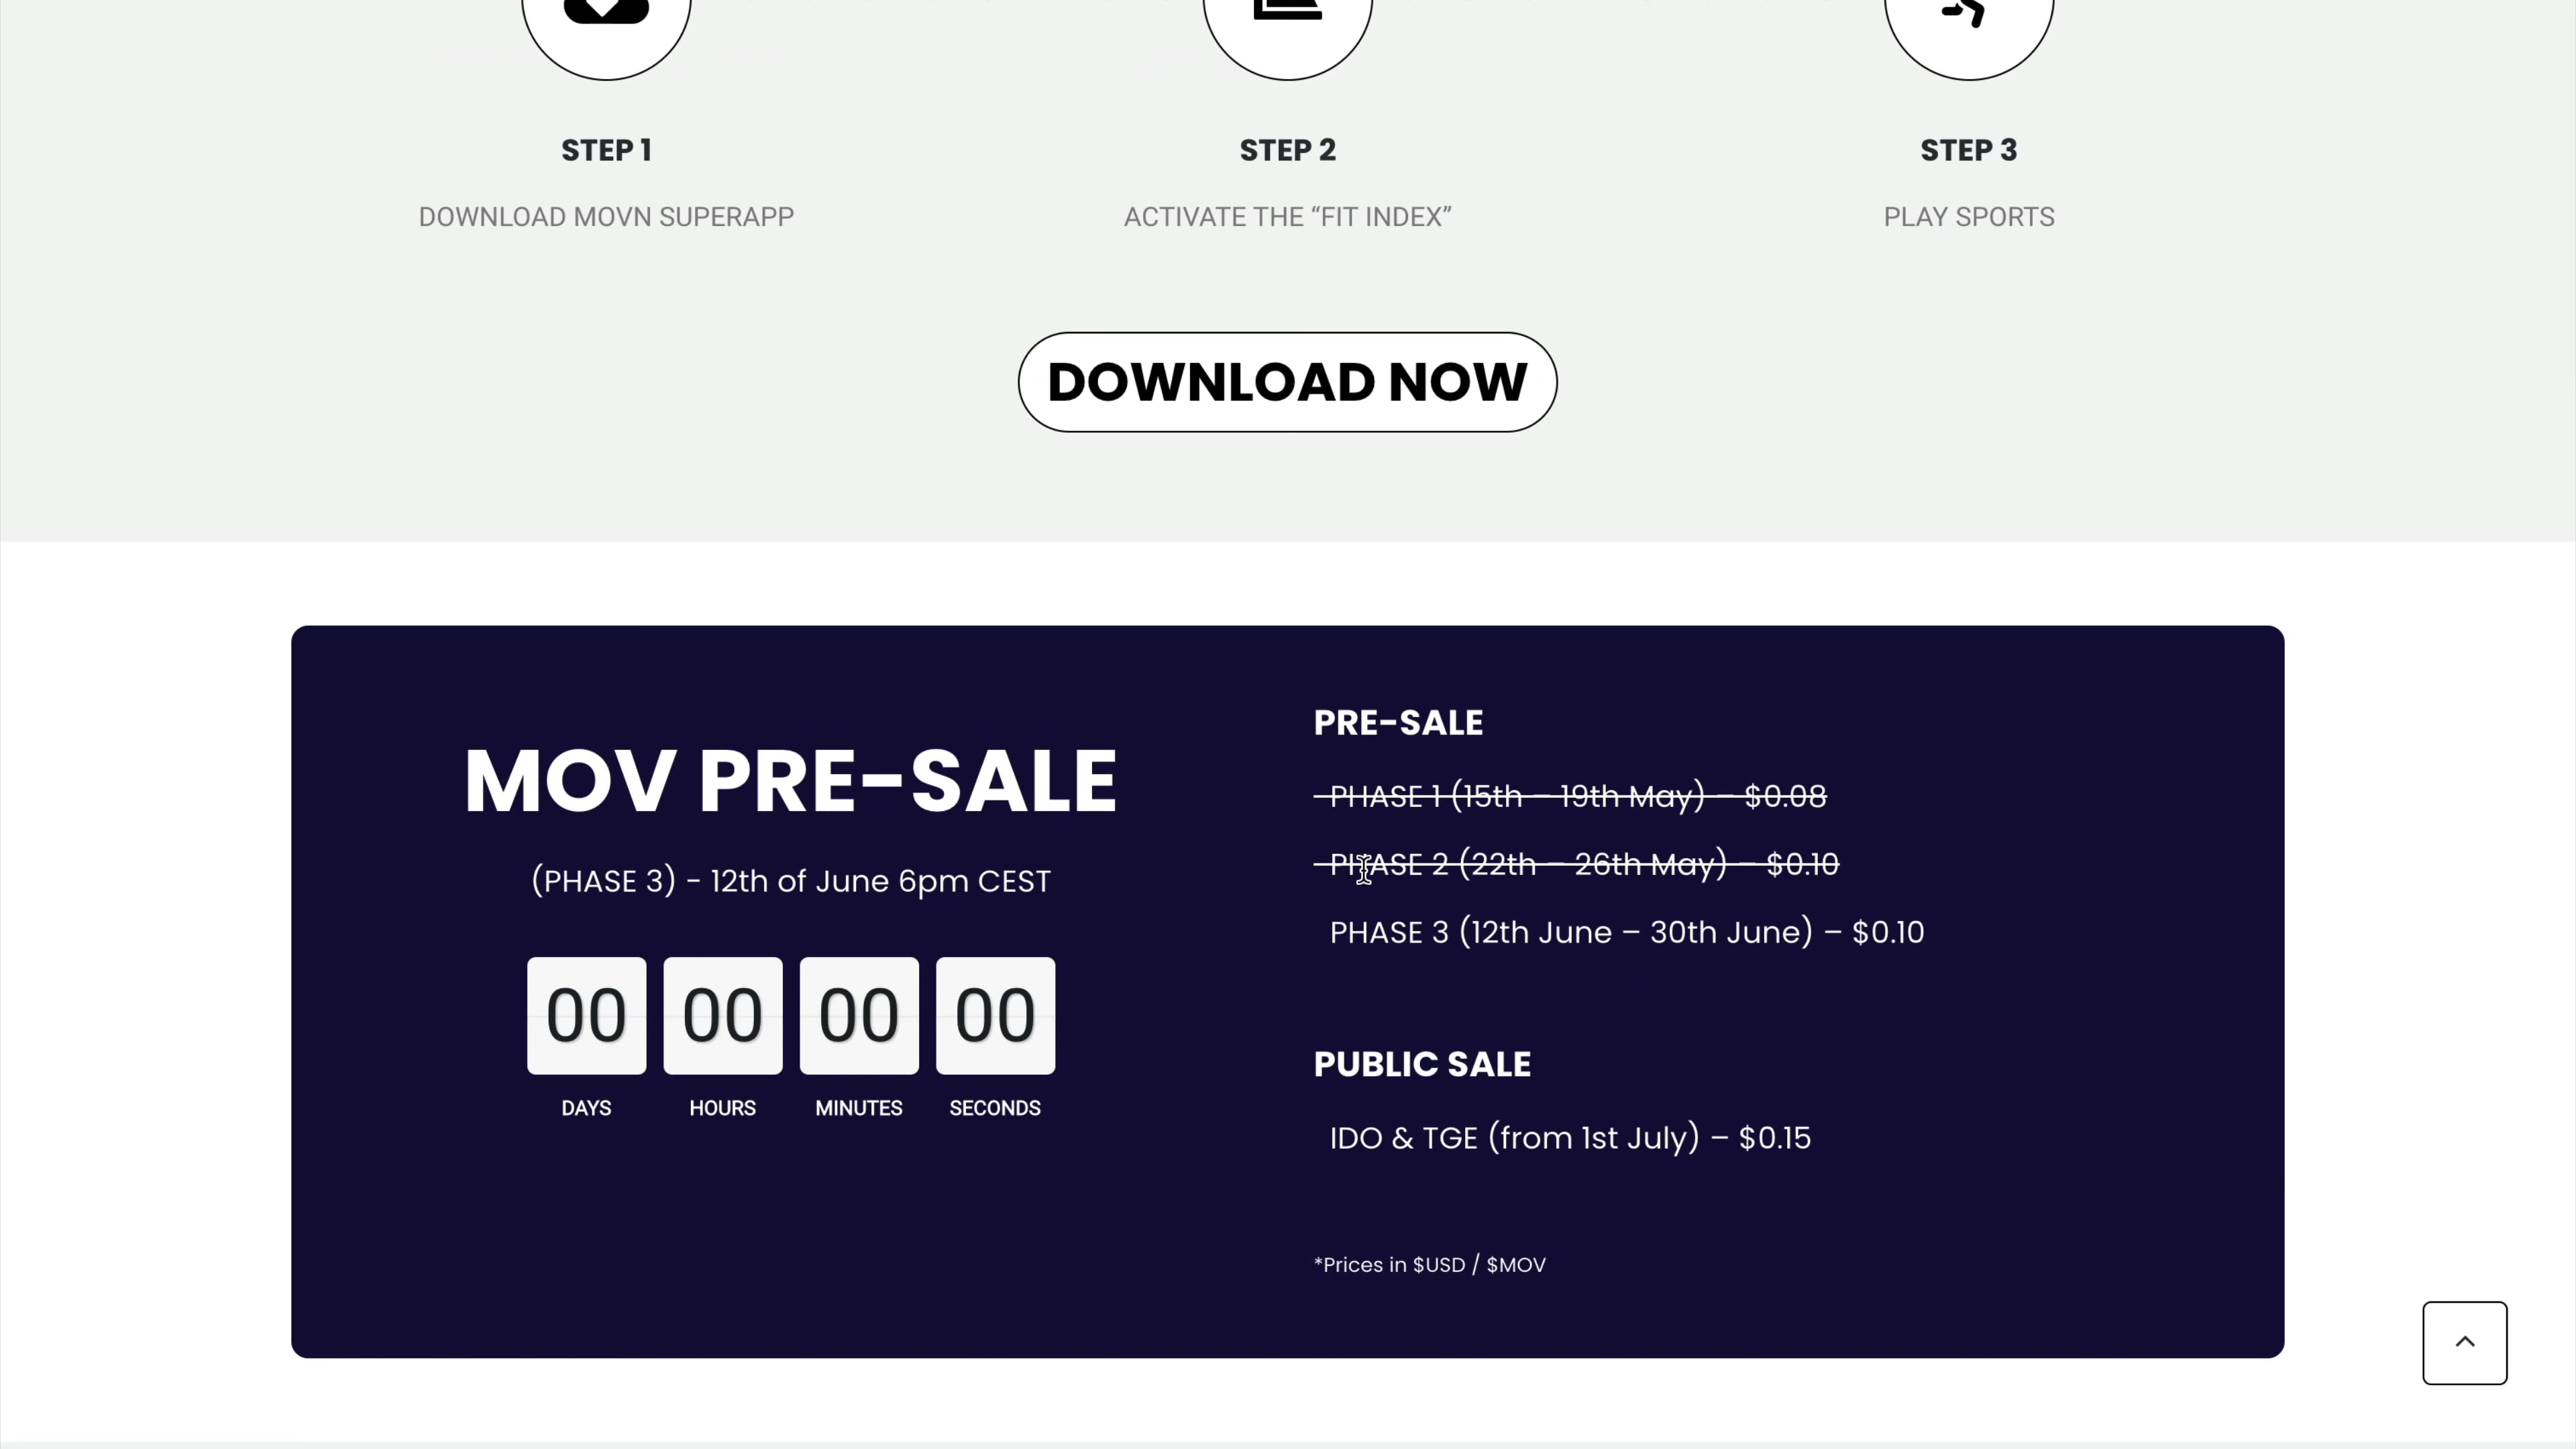 STEP 1
DOWNLOAD MOVN SUPERAPP
STEP 2
ACTIVATE THE “FIT INDEX”
STEP 3
PLAY SPORTS
DOWNLOAD NOW
MOV PRE-SALE
(PHASE 3) - 12th of June 6pm CEST
00 00 00 00
DAYS HOURS MINUTES SECONDS
PRE-SALE
PHASE 1 (15th – 19th May) – $0.08
PHASE 2 (22th – 26th May) – $0.10
PHASE 3 (12th June – 30th June) – $0.10
PUBLIC SALE
IDO & TGE (from 1st July) – $0.15
*Prices in $USD / $MOV